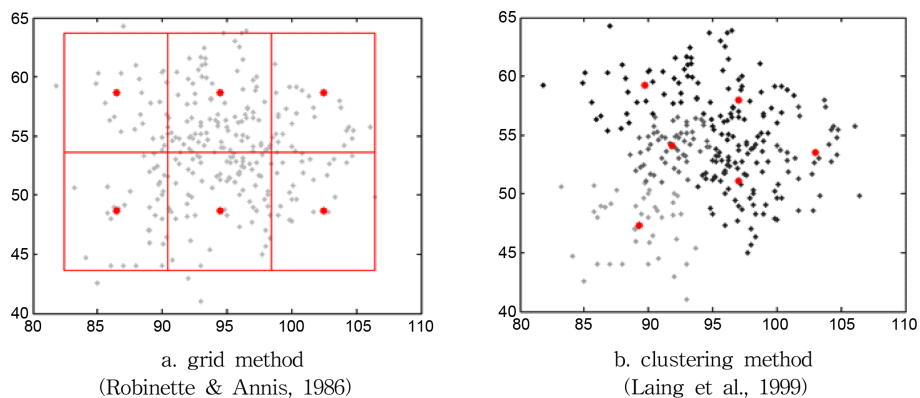 65
60
55
50
45
40
80 85 90 95 100 105 110
a. grid method
(Robinette & Annis, 1986)
65
60
55
50
45
40
80 85 90 95 100 105 110
b. clustering method
(Laing et al., 1999)